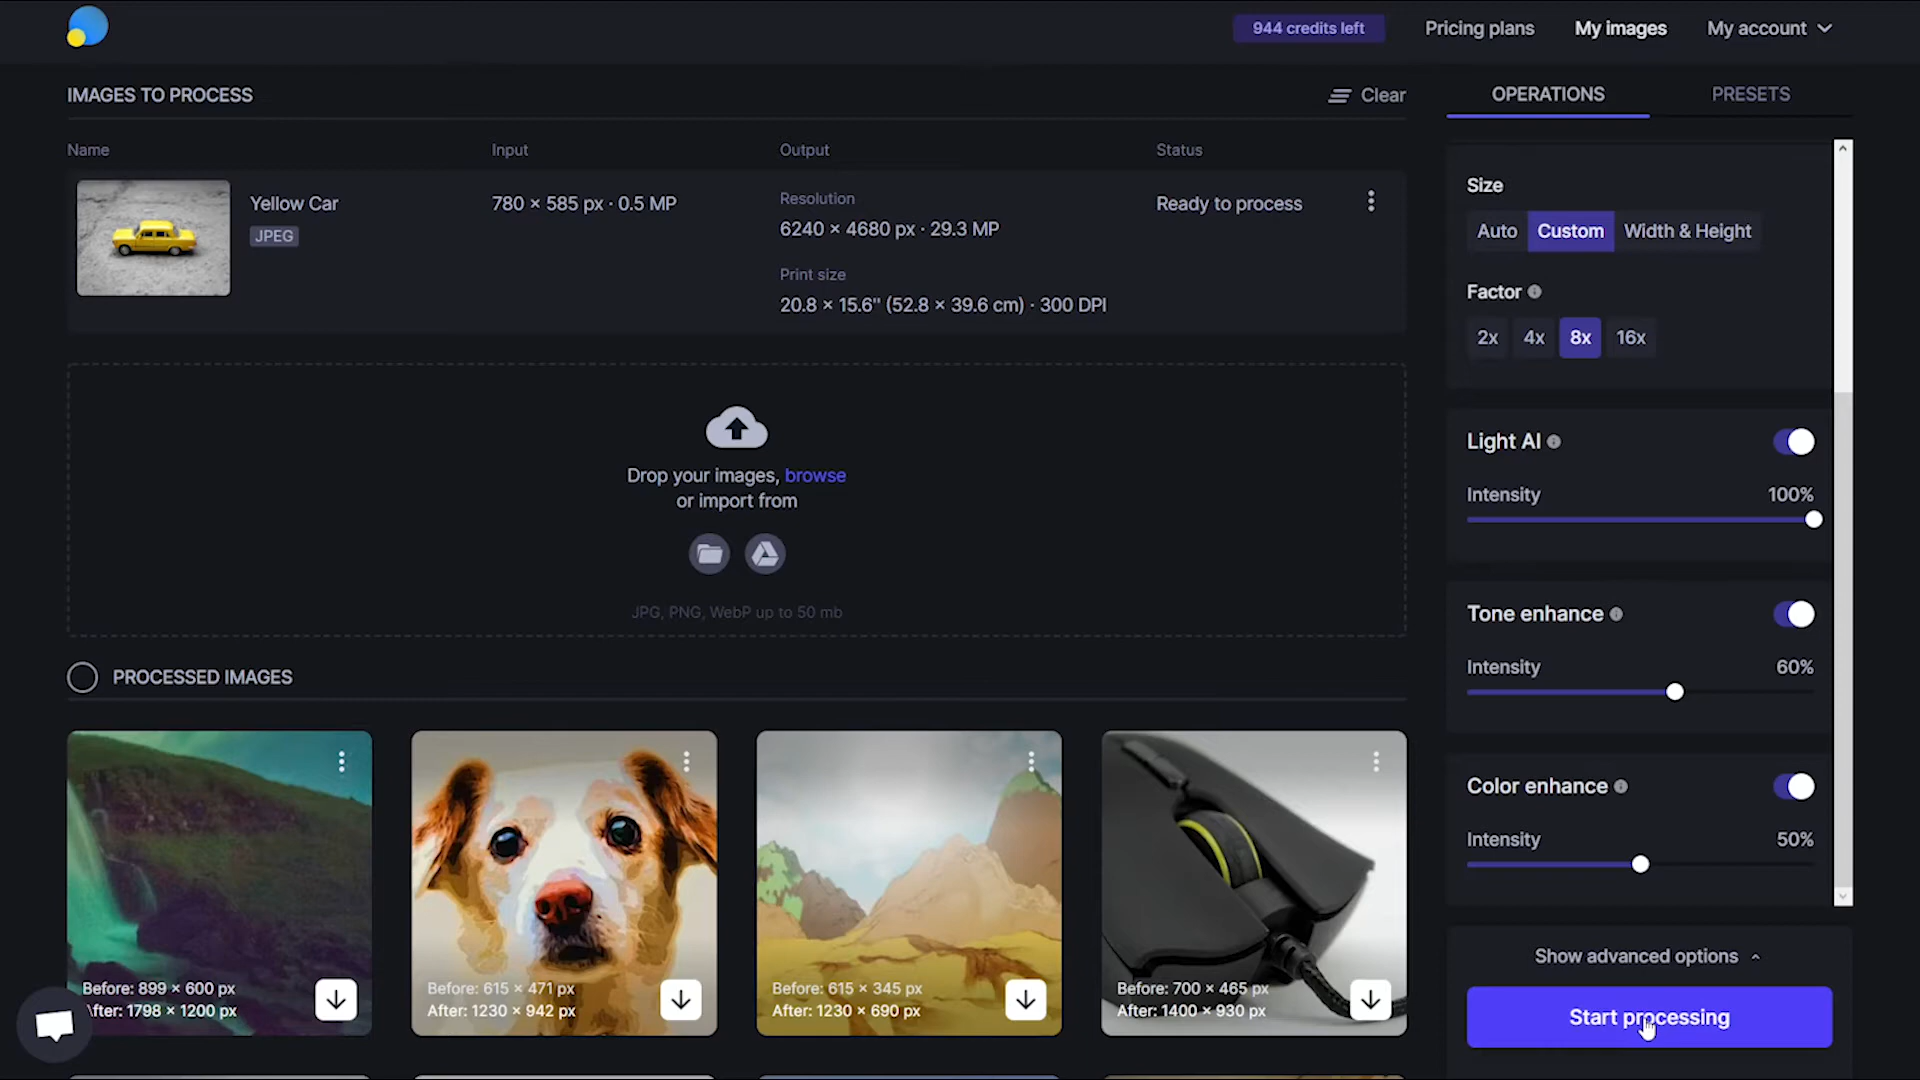 944 credits left
Pricing plans
My images
My account
IMAGES TO PROCESS
Clear
OPERATIONS
PRESETS
Name
Input
Output
Status
Yellow Car
JPEG
780 × 585 px · 0.5 MP
Resolution
6240 × 4680 px · 29.3 MP
Print size
20.8 × 15.6" (52.8 × 39.6 cm) · 300 DPI
Ready to process
Size
Auto
Custom
Width & Height
Factor
2x
4x
8x
16x
Drop your images, browse
or import from
JPG, PNG, WebP up to 50 mb
Light AI
Intensity
100%
Tone enhance
Intensity
60%
Color enhance
Intensity
50%
PROCESSED IMAGES
Before: 899 × 600 px
After: 1798 × 1200 px
Before: 615 × 471 px
After: 1230 × 942 px
Before: 615 × 345 px
After: 1230 × 690 px
Before: 700 × 465 px
After: 1400 × 930 px
Show advanced options
Start processing